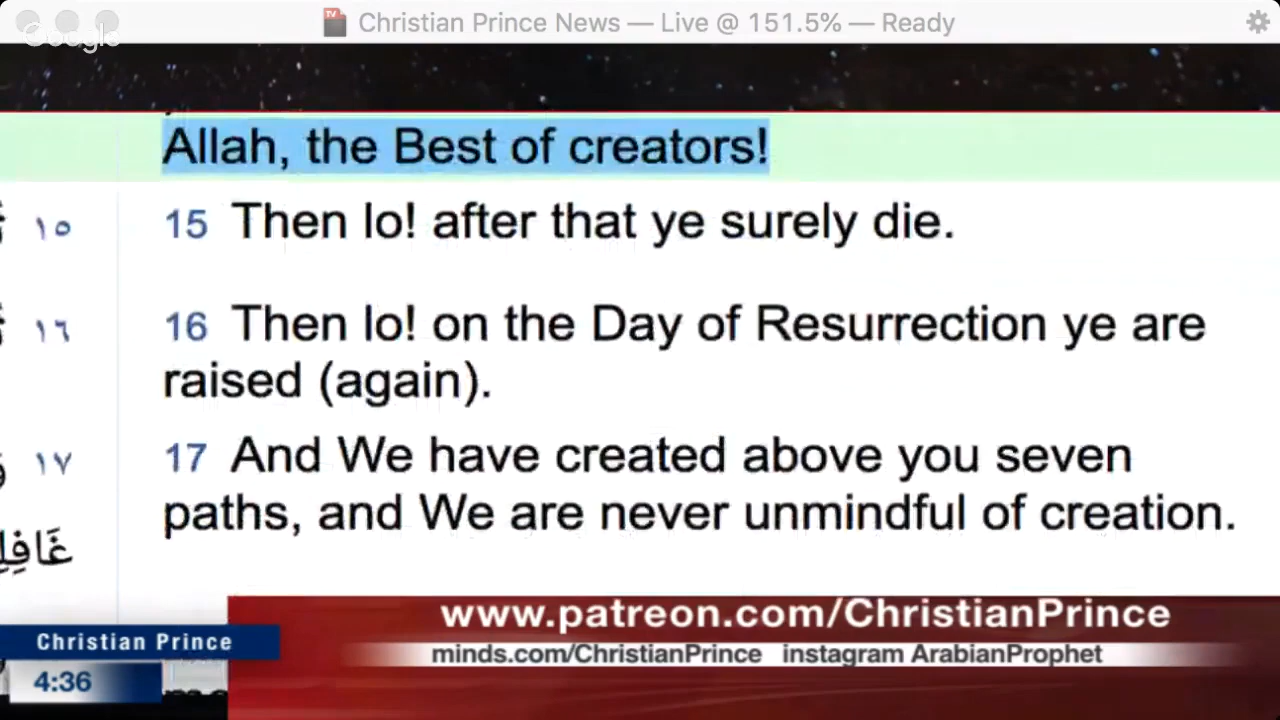 Christian Prince News — Live @ 151.5% — Ready
Google
Allah, the Best of creators!
١٥ 15 Then lo! after that ye surely die.
١٦ 16 Then lo! on the Day of Resurrection ye are
raised (again).
١٧ 17 And We have created above you seven
paths, and We are never unmindful of creation.
www.patreon.com/ChristianPrince
Christian Prince
minds.com/ChristianPrince instagram ArabianProphet
4:36